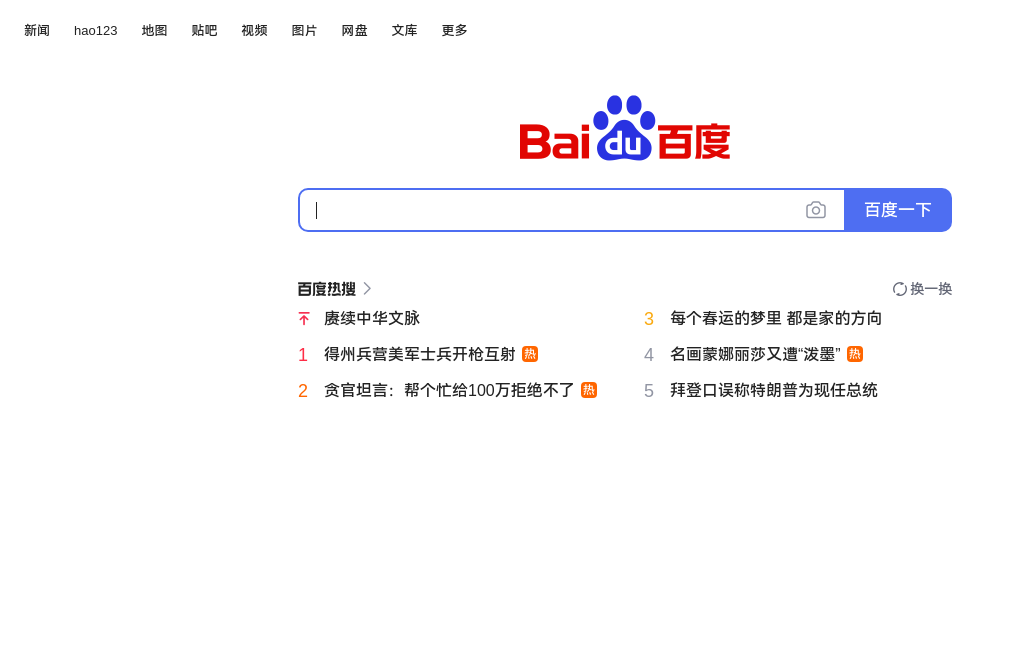 新闻 hao123 地图 贴吧 视频 图片 网盘 文库 更多
Bai du 百度
百度一下
百度热搜
换一换
赓续中华文脉
1 得州兵营美军士兵开枪互射 热
2 贪官坦言：帮个忙给100万拒绝不了 热
3 每个春运的梦里 都是家的方向
4 名画蒙娜丽莎又遭“泼墨” 热
5 拜登口误称特朗普为现任总统